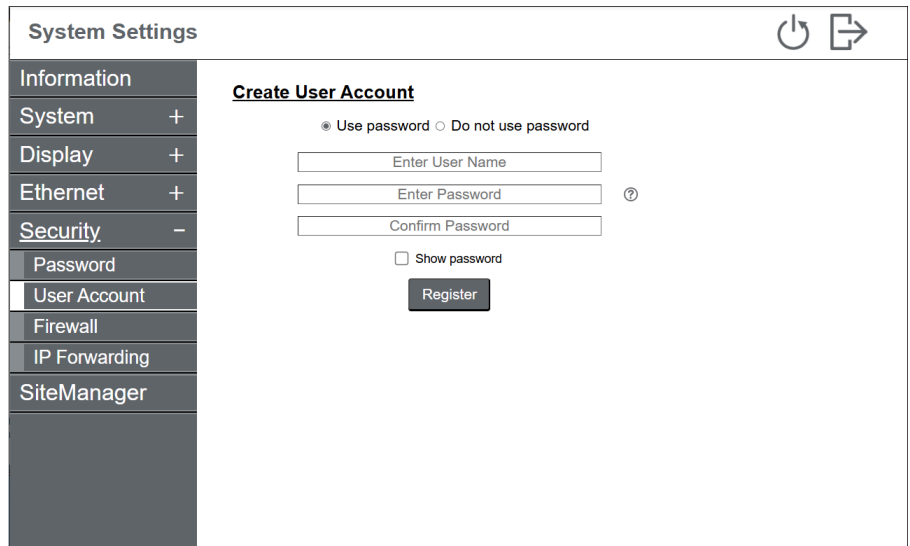 System Settings
Information
System +
Display +
Ethernet +
Security −
Password
User Account
Firewall
IP Forwarding
SiteManager
Create User Account
Use password Do not use password
Enter User Name
Enter Password ?
Confirm Password
Show password
Register